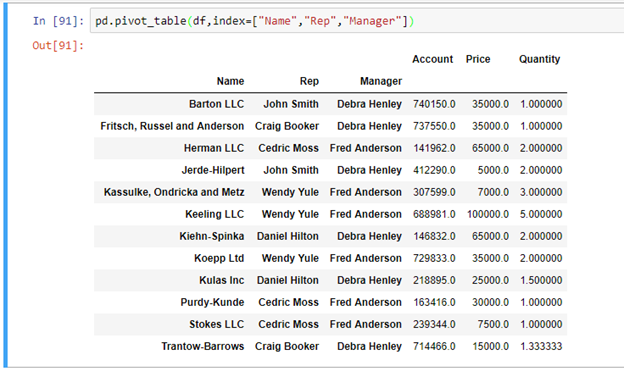 In [91]: pd.pivot_table(df,index=["Name","Rep","Manager"])
Out[91]:
Account Price Quantity
Name Rep Manager
Barton LLC John Smith Debra Henley 740150.0 35000.0 1.000000
Fritsch, Russel and Anderson Craig Booker Debra Henley 737550.0 35000.0 1.000000
Herman LLC Cedric Moss Fred Anderson 141962.0 65000.0 2.000000
Jerde-Hilpert John Smith Debra Henley 412290.0 5000.0 2.000000
Kassulke, Ondricka and Metz Wendy Yule Fred Anderson 307599.0 7000.0 3.000000
Keeling LLC Wendy Yule Fred Anderson 688981.0 100000.0 5.000000
Kiehn-Spinka Daniel Hilton Debra Henley 146832.0 65000.0 2.000000
Koepp Ltd Wendy Yule Fred Anderson 729833.0 35000.0 2.000000
Kulas Inc Daniel Hilton Debra Henley 218895.0 25000.0 1.500000
Purdy-Kunde Cedric Moss Fred Anderson 163416.0 30000.0 1.000000
Stokes LLC Cedric Moss Fred Anderson 239344.0 7500.0 1.000000
Trantow-Barrows Craig Booker Debra Henley 714466.0 15000.0 1.333333